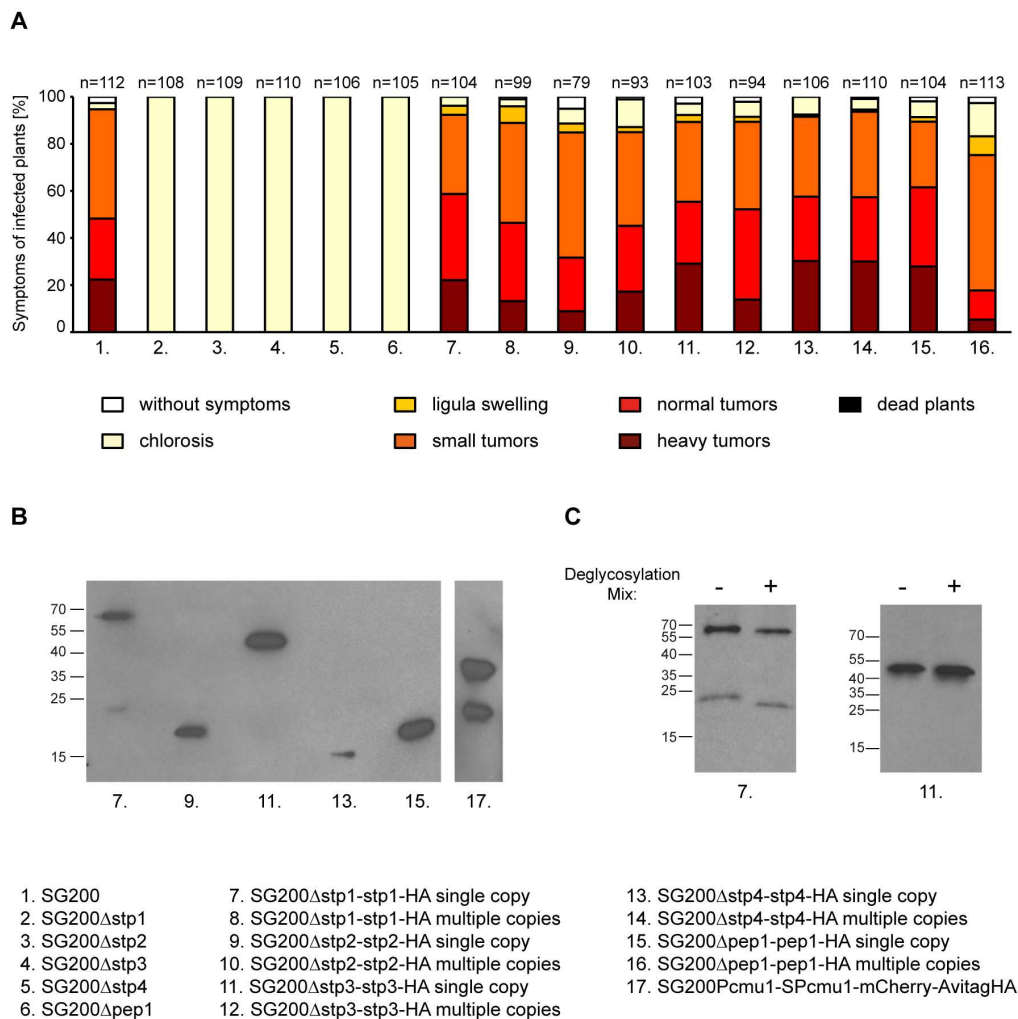 A
n=112 n=108 n=109 n=110 n=106 n=105 n=104 n=99 n=79 n=93 n=103 n=94 n=106 n=110 n=104 n=113
Symptoms of infected plants [%]
100
80
60
40
20
0
1. 2. 3. 4. 5. 6. 7. 8. 9. 10. 11. 12. 13. 14. 15. 16.
without symptoms ligula swelling normal tumors dead plants
chlorosis small tumors heavy tumors
B
70
55
40
35
25
15
7. 9. 11. 13. 15. 17.
C
Deglycosylation
Mix:
- +
70
55
40
35
25
15
7.
- +
70
55
40
35
25
15
11.
1. SG200
2. SG200Δstp1
3. SG200Δstp2
4. SG200Δstp3
5. SG200Δstp4
6. SG200Δpep1
7. SG200Δstp1-stp1-HA single copy
8. SG200Δstp1-stp1-HA multiple copies
9. SG200Δstp2-stp2-HA single copy
10. SG200Δstp2-stp2-HA multiple copies
11. SG200Δstp3-stp3-HA single copy
12. SG200Δstp3-stp3-HA multiple copies
13. SG200Δstp4-stp4-HA single copy
14. SG200Δstp4-stp4-HA multiple copies
15. SG200Δpep1-pep1-HA single copy
16. SG200Δpep1-pep1-HA multiple copies
17. SG200Pcmu1-SPcmu1-mCherry-AvitagHA